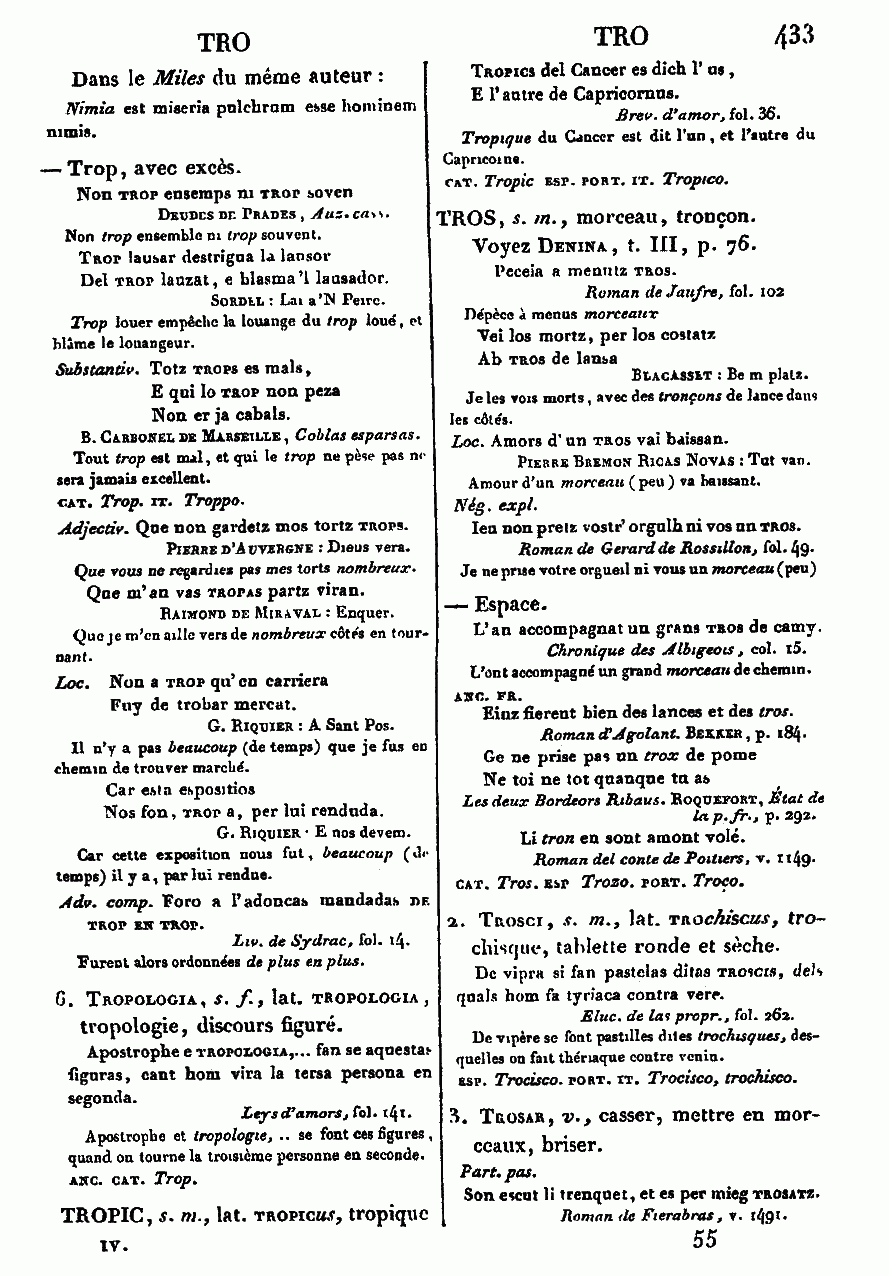 TRO
Dans le Miles du même auteur :
Nimia est miseria pulchrum esse hominem
nimis.
— Trop, avec excès.
Non TROP ensemps ni TROP soven
DEUDES DE PRADES, Auz. cass.
Non trop ensemble ni trop souvent.
TROP lausar destrigna la lansor
Del TROP lauzat, e blasma'l lausador.
SORDEL : Lai a'N Peire.
Trop louer empêche la louange du trop loué, et
blâme le louangeur.
Substantiv. Totz TROPS es mals,
E qui lo TROP non peza
Non er ja cabals.
B. CARBONEL DE MARSEILLE, Coblas esparsas.
Tout trop est mal, et qui le trop ne pèse pas ne
sera jamais excellent.
CAT. Trop. IT. Troppo.
Adjectiv. Que non gardetz mos tortz TROPS.
PIERRE D'AUVERGNE : Dieus vera.
Que vous ne regardiez pas mes torts nombreux.
Que m'an vas TROPAS partz viran.
RAIMOND DE MIRAVAL : Enquer.
Que je m'en aille vers de nombreux côtés en tour-
nant.
Loc. Non a TROP qu'en carriera
Fuy de trobar mercat.
G. RIQUIER : A Sant Pos.
Il n'y a pas beaucoup (de temps) que je fus en
chemin de trouver marché.
Car esta espositios
Nos fon, TROP a, per lui renduda.
G. RIQUIER : E nos devem.
Car cette exposition nous fut, beaucoup (de
temps) il y a, par lui rendue.
Adv. comp. Foro a l'adoncas mandadas DE
TROP EN TROP.
Liv. de Sydrac, fol. 14.
Furent alors ordonnées de plus en plus.
6. TROPOLOGIA, s. f., lat. TROPOLOGIA,
tropologie, discours figuré.
Apostrophe e TROPOLOGIA,... fan se aquestas
figuras, cant hom vira la tersa persona en
segonda.
Leys d'amors, fol. 141.
Apostrophe et tropologie, .. se font ces figures,
quand on tourne la troisième personne en seconde.
ANC. CAT. Trop.
TROPIC, s. m., lat. TROPICUS, tropique
IV.
TRO 433
TROPICS del Cancer es dich l' us,
E l'autre de Capricornus.
Brev. d'amor, fol. 36.
Tropique du Cancer est dit l'un, et l'autre du
Capricorne.
CAT. Tropic ESP. PORT. IT. Tropico.
TROS, s. m., morceau, tronçon.
Voyez DENINA, t. III, p. 76.
Peceia a menutz TROS.
Roman de Jaufre, fol. 102
Dépèce à menus morceaux
Vei los mortz, per los costatz
Ab TROS de lansa
BLACASSET : Be m platz.
Je les vois morts, avec des tronçons de lance dans
les côtés.
Loc. Amors d' un TROS vai baissan.
PIERRE BREMON RICAS NOVAS : Tut van.
Amour d'un morceau (peu) va baissant.
Nég. expl.
Ieu non pretz vostr' orgulh ni vos un TROS.
Roman de Gerard de Rossillon, fol. 49.
Je ne prise votre orgueil ni vous un morceau (peu)
— Espace.
L'an accompagnat un grans TROS de camy.
Chronique des Albigeois, col. 15.
L'ont accompagné un grand morceau de chemin.
ANC. FR.
Einz fierent bien des lances et des tros.
Roman d'Agolant. BEKKER, p. 184.
Ge ne prise pas un trox de pome
Ne toi ne tot quanque tu as
Les deux Bordeors Ribaus. ROQUEFORT, État de
la p. fr., p. 292.
Li tron en sont amont volé.
Roman del conte de Poitiers, v. 1149.
CAT. Tros. ESP Trozo. PORT. Troço.
2. TROSCI, s. m., lat. TROchiscus, tro-
chisque, tablette ronde et sèche.
De vipra si fan pastelas ditas TROSCIS, dels
quals hom fa tyriaca contra vere.
Eluc. de las propr., fol. 262.
De vipère se font pastilles dites trochisques, des-
quelles on fait thériaque contre venin.
ESP. Trocisco. PORT. IT. Trocisco, trochisco.
3. TROSAR, v., casser, mettre en mor-
ceaux, briser.
Part. pas.
Son escut li trenquet, et es per mieg TROSATZ.
Roman de Fierabras, v. 1491.
55